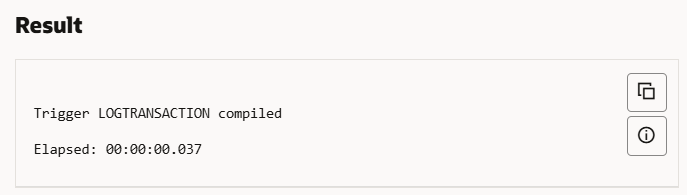 Result
Trigger LOGTRANSACTION compiled
Elapsed: 00:00:00.037